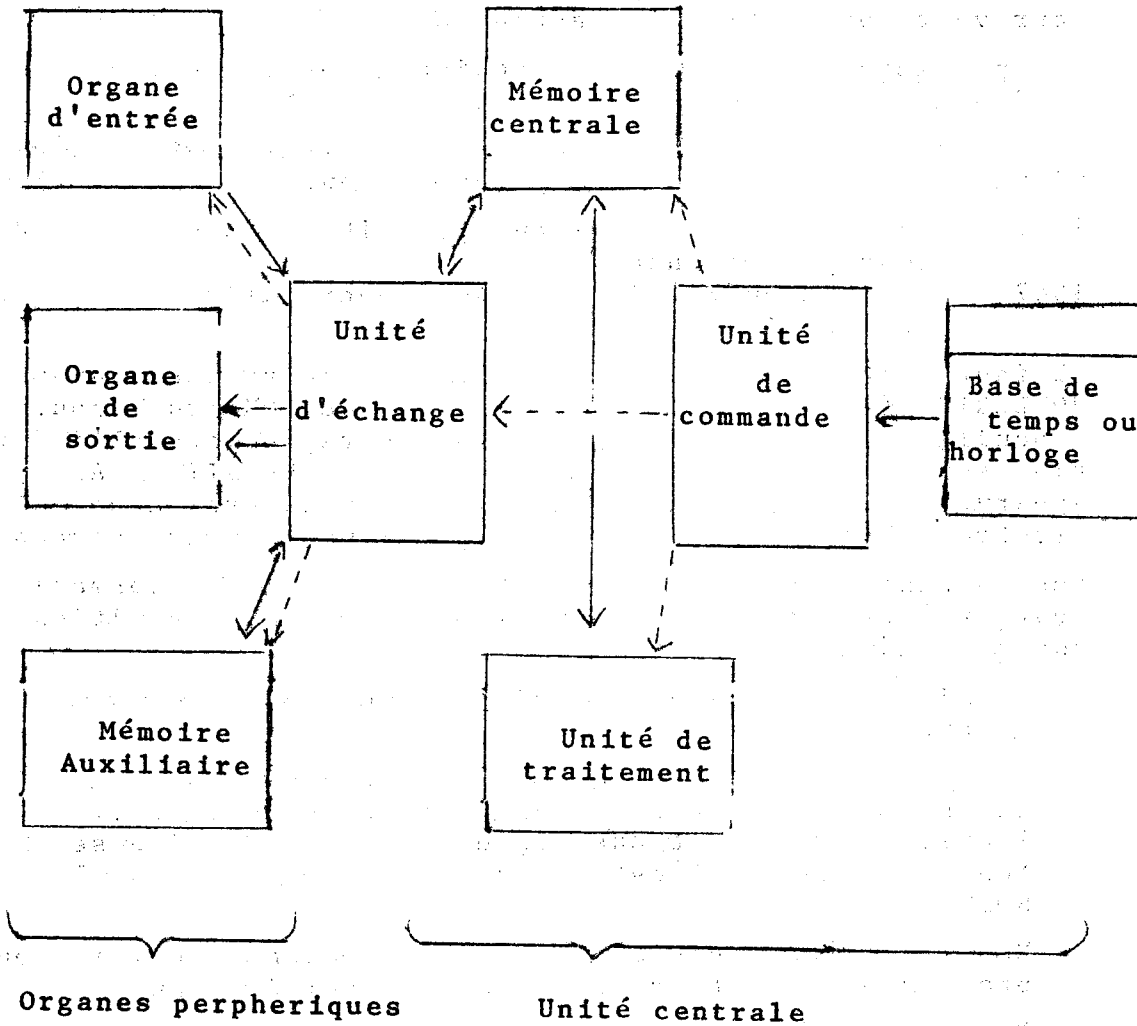 Organe
d'entrée
Mémoire
centrale
Organe
de
sortie
Unité
d'échange
Unité
de
commande
Base de
temps ou
horloge
Mémoire
Auxiliaire
Unité de
traitement
Organes perpheriques
Unité centrale